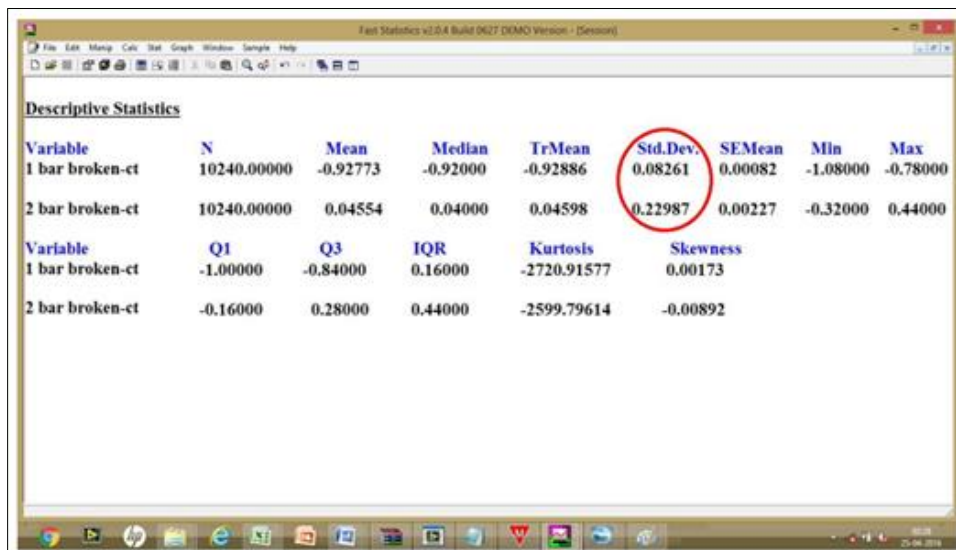 Fast Statistics v2.0.4 Build 0627 DEMO Version - [Session]
File Edit Manip Calc Stat Graph Window Sample Help
Descriptive Statistics
Variable N Mean Median TrMean Std.Dev. SEMean Min Max
1 bar broken-ct 10240.00000 -0.92773 -0.92000 -0.92886 0.08261 0.00082 -1.08000 -0.78000
2 bar broken-ct 10240.00000 0.04554 0.04000 0.04598 0.22987 0.00227 -0.32000 0.44000
Variable Q1 Q3 IQR Kurtosis Skewness
1 bar broken-ct -1.00000 -0.84000 0.16000 -2720.91577 0.00173
2 bar broken-ct -0.16000 0.28000 0.44000 -2599.79614 -0.00892
hp